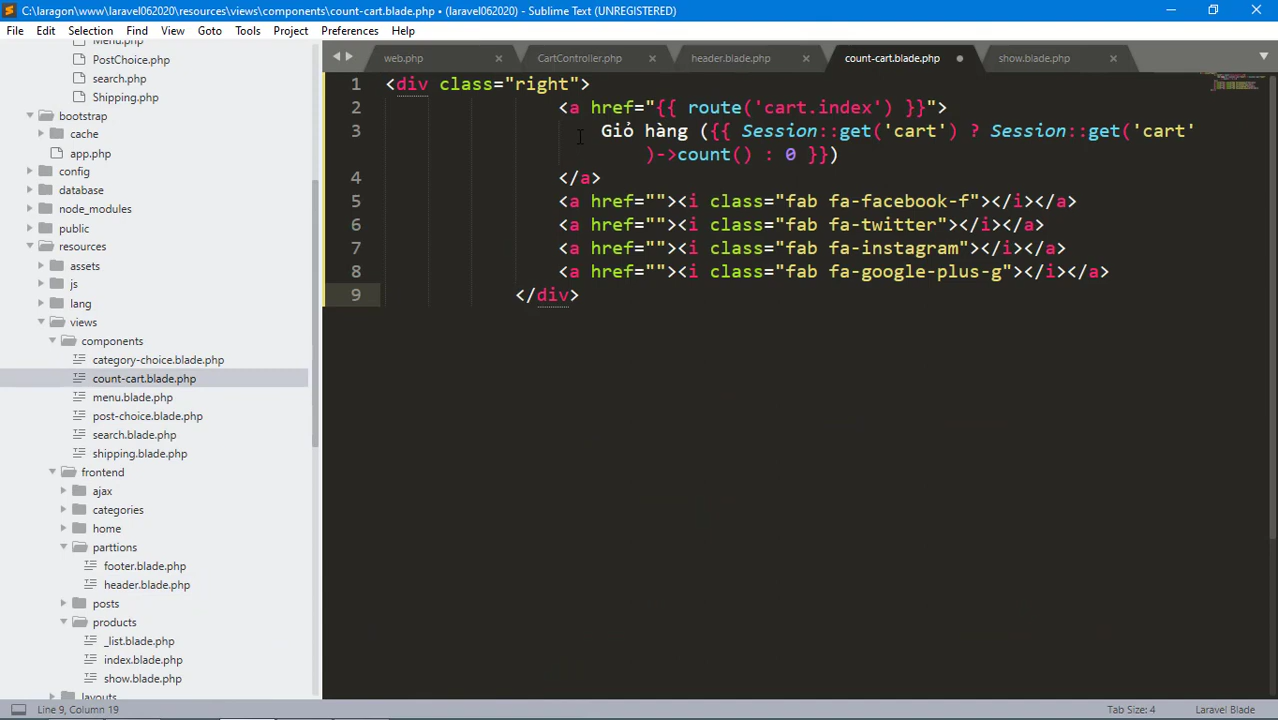 C:\laragon\www\laravel062020\resources\views\components\count-cart.blade.php • (laravel062020) - Sublime Text (UNREGISTERED)
File Edit Selection Find View Goto Tools Project Preferences Help
Menu.php
PostChoice.php
search.php
Shipping.php
bootstrap
cache
app.php
config
database
node_modules
public
resources
assets
js
lang
views
components
category-choice.blade.php
count-cart.blade.php
menu.blade.php
post-choice.blade.php
search.blade.php
shipping.blade.php
frontend
ajax
categories
home
parttions
footer.blade.php
header.blade.php
posts
products
_list.blade.php
index.blade.php
show.blade.php
layouts
web.php CartController.php header.blade.php count-cart.blade.php show.blade.php
1 <div class="right">
2 <a href="{{ route('cart.index') }}">
3 Giỏ hàng ({{ Session::get('cart') ? Session::get('cart'
)->count() : 0 }})
4 </a>
5 <a href=""><i class="fab fa-facebook-f"></i></a>
6 <a href=""><i class="fab fa-twitter"></i></a>
7 <a href=""><i class="fab fa-instagram"></i></a>
8 <a href=""><i class="fab fa-google-plus-g"></i></a>
9 </div>
Line 9, Column 19 Tab Size: 4 Laravel Blade